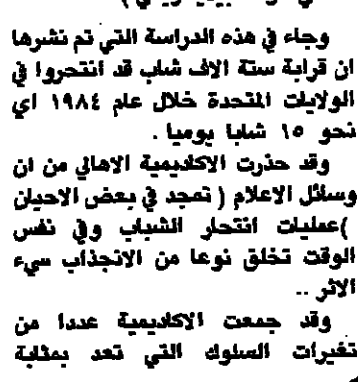 وجاء في هذه الدراسة التي تم نشرها
ان قرابة ستة الاف شاب قد انتحروا في
الولايات المتحدة خلال عام ١٩٨٤ اي
نحو ١٥ شابا يوميا .
وقد حذرت الاكاديمية الاهالي من ان
وسائل الاعلام ( تمجد في بعض الاحيان
)عمليات انتحار الشباب وفي نفس
الوقت تخلق نوعا من الانجذاب سيء
الاثر ..
وقد جمعت الاكاديمية عددا من
تغيرات السلوك التي تعد بمثابة